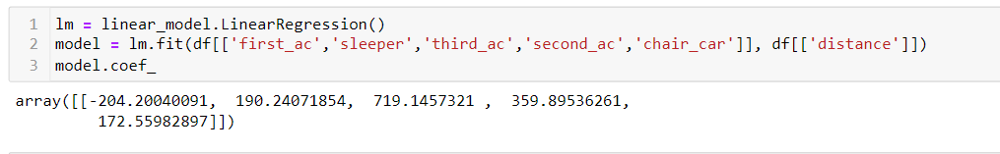 1 lm = linear_model.LinearRegression()
2 model = lm.fit(df[['first_ac','sleeper','third_ac','second_ac','chair_car']], df[['distance']])
3 model.coef_
array([[-204.20040091,  190.24071854,  719.1457321 ,  359.89536261,
         172.55982897]])